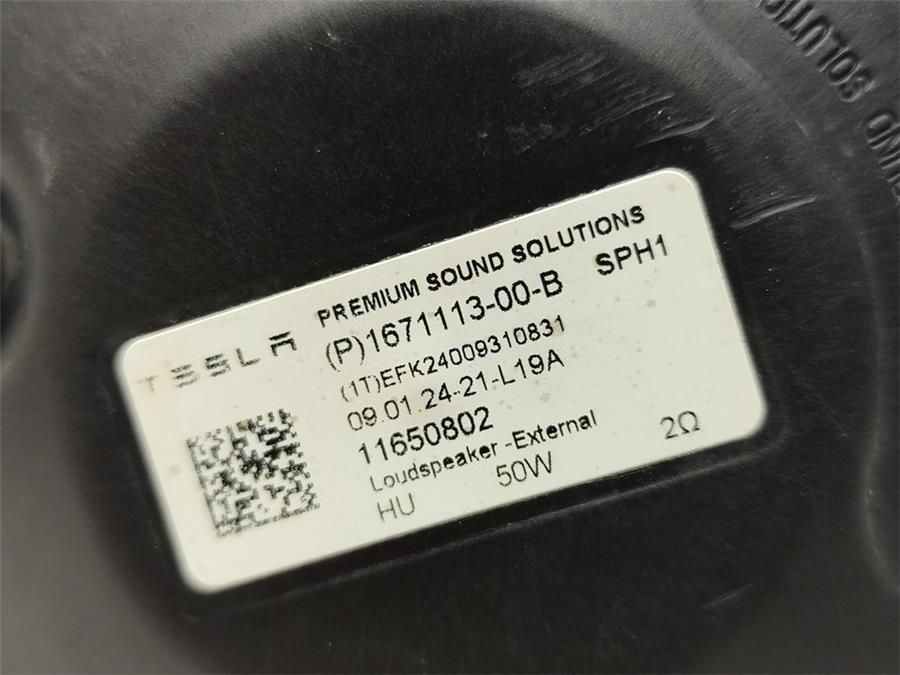 TESLA
PREMIUM SOUND SOLUTIONS
(P)1671113-00-B SPH1
(1T)EFK24009310831
09.01.24-21-L19A
11650802
Loudspeaker -External
HU 50W 2Ω
SOLUTIO